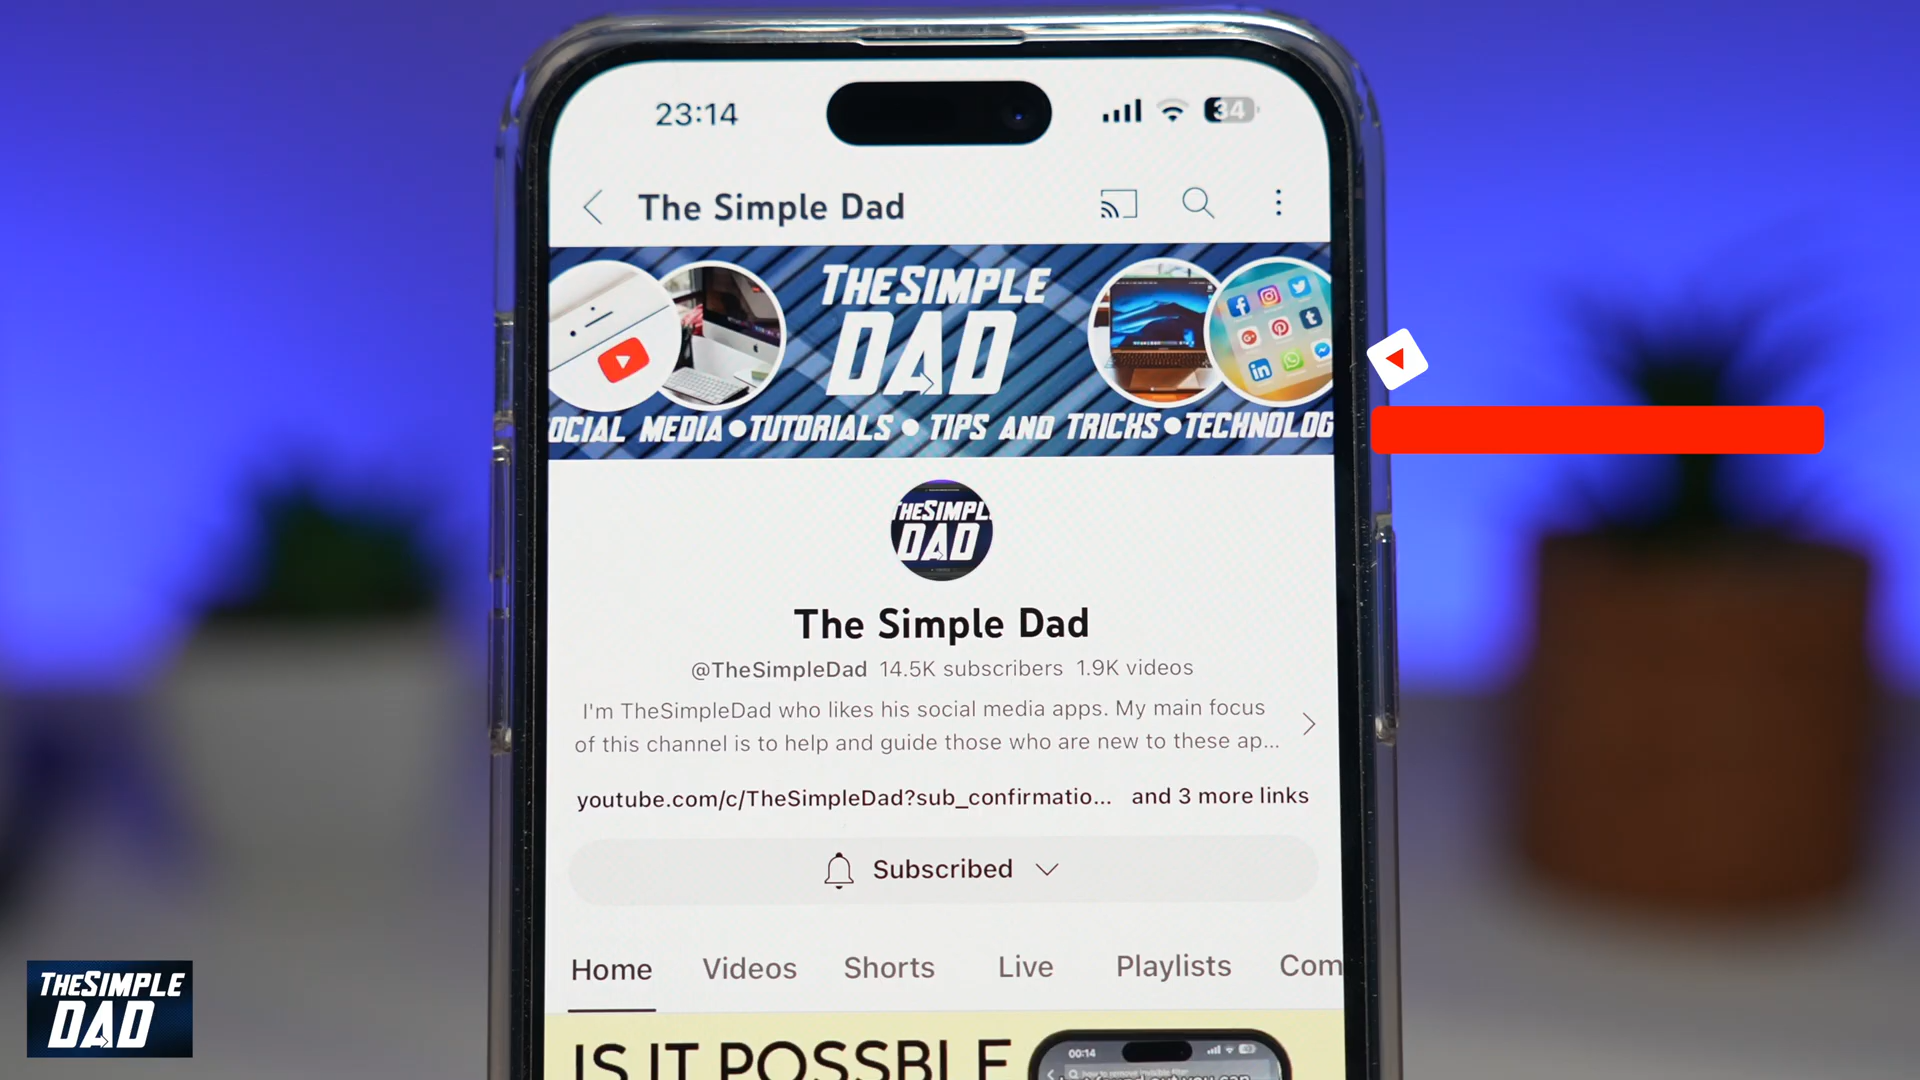 23:14
34
The Simple Dad
THESIMPLE
DAD
OCIAL MEDIA ● TUTORIALS ● TIPS AND TRICKS ● TECHNOLOG
THESIMPL
DAD
The Simple Dad
@TheSimpleDad 14.5K subscribers 1.9K videos
I'm TheSimpleDad who likes his social media apps. My main focus
of this channel is to help and guide those who are new to these ap...
youtube.com/c/TheSimpleDad?sub_confirmatio... and 3 more links
Subscribed
Home Videos Shorts Live Playlists Com
IS IT POSSBLE
00:14
THESIMPLE
DAD